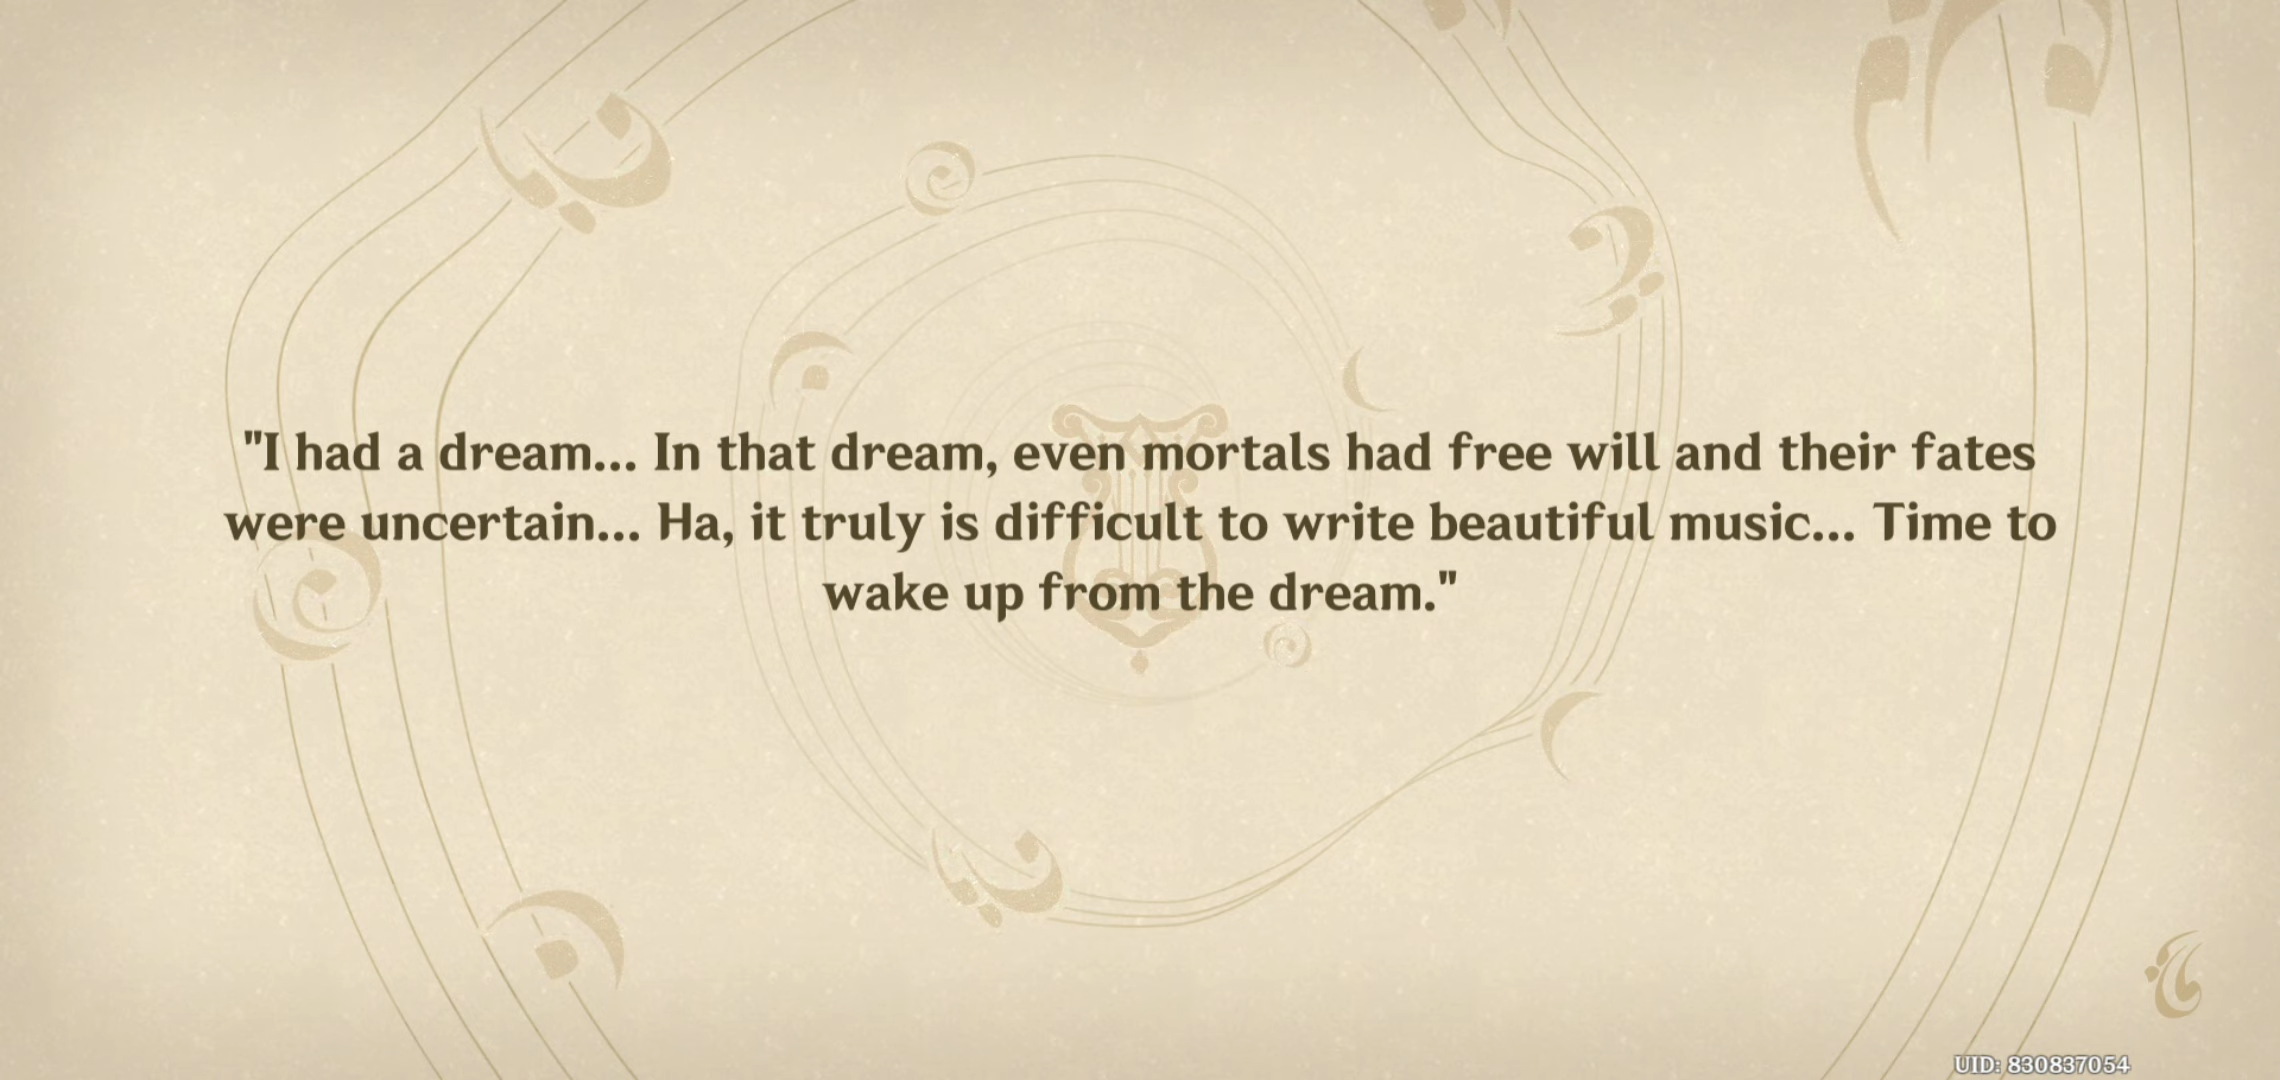 "I had a dream... In that dream, even mortals had free will and their fates
were uncertain... Ha, it truly is difficult to write beautiful music... Time to
wake up from the dream."
UID: 830837054